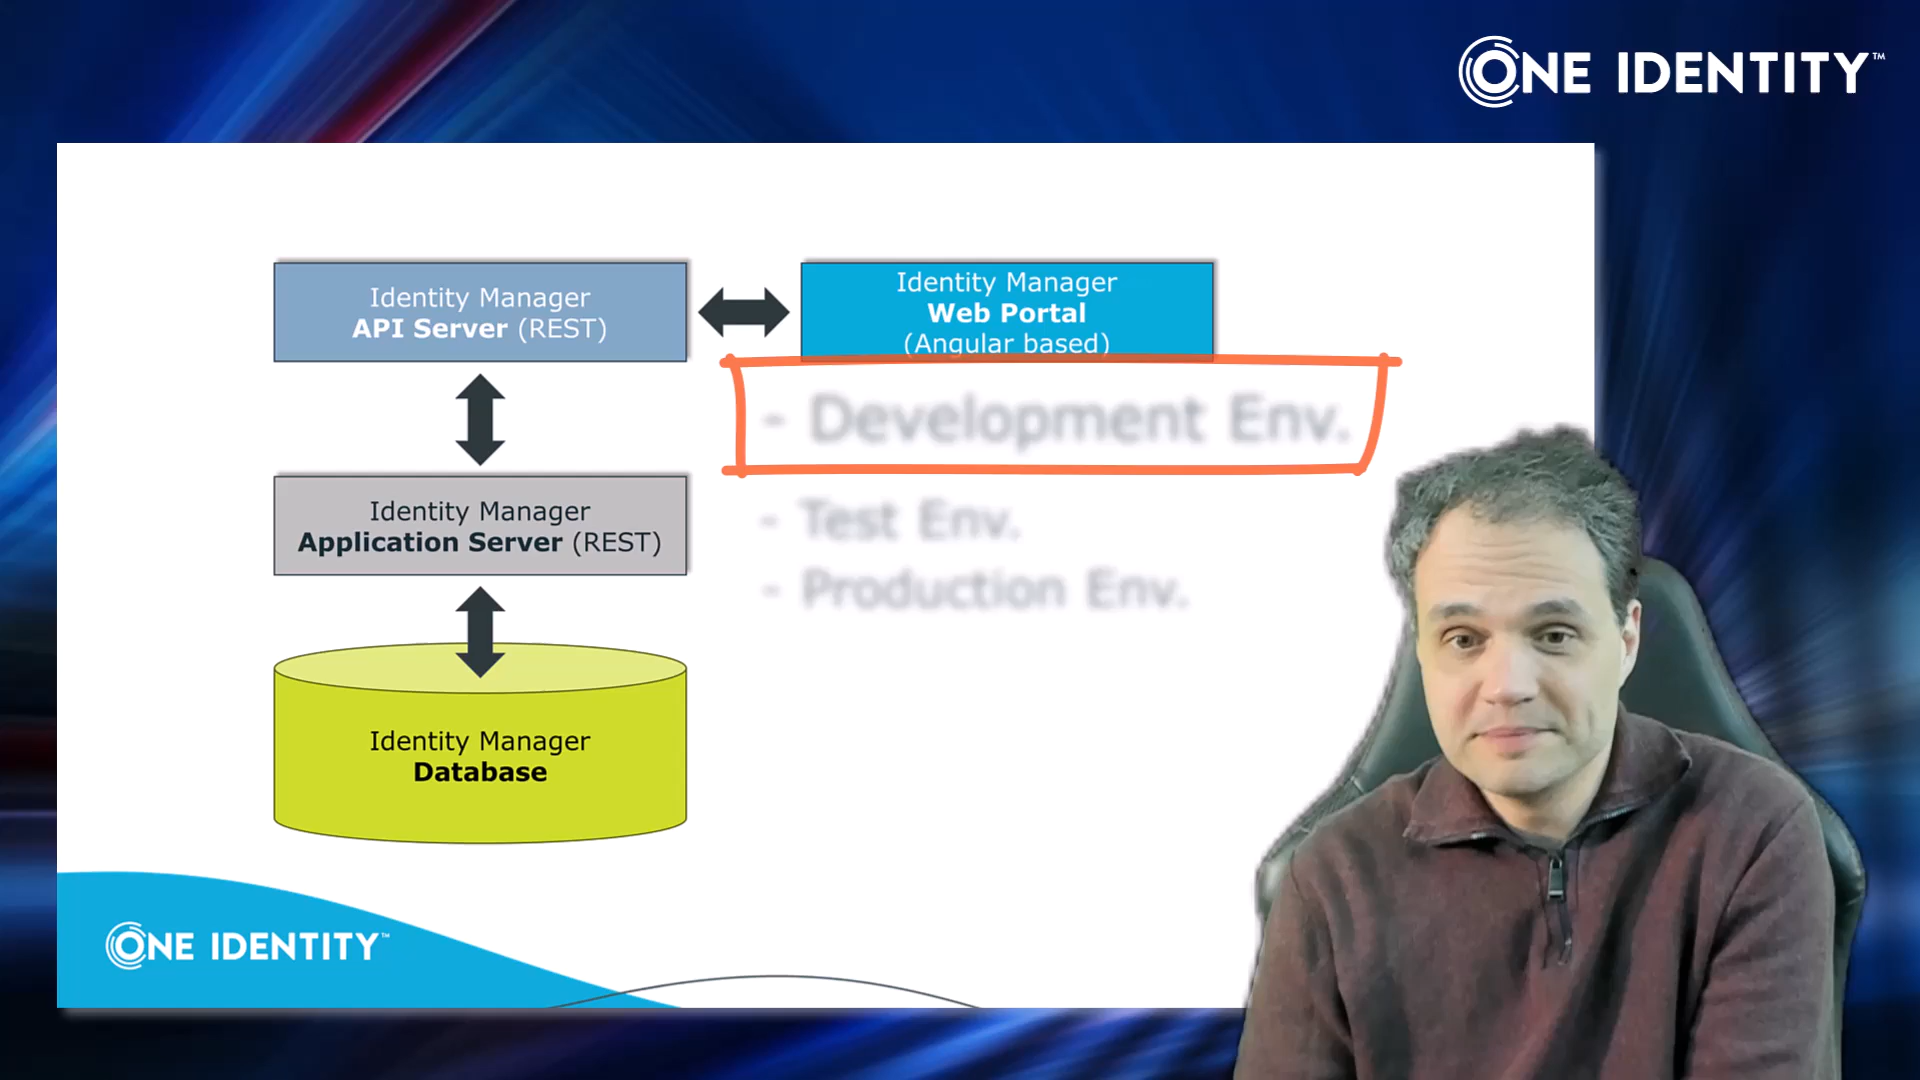 ONE IDENTITY™
Identity Manager
API Server (REST)
Identity Manager
Web Portal
(Angular based)
- Development Env.
Identity Manager
Application Server (REST)
- Test Env.
- Production Env.
Identity Manager
Database
ONE IDENTITY™